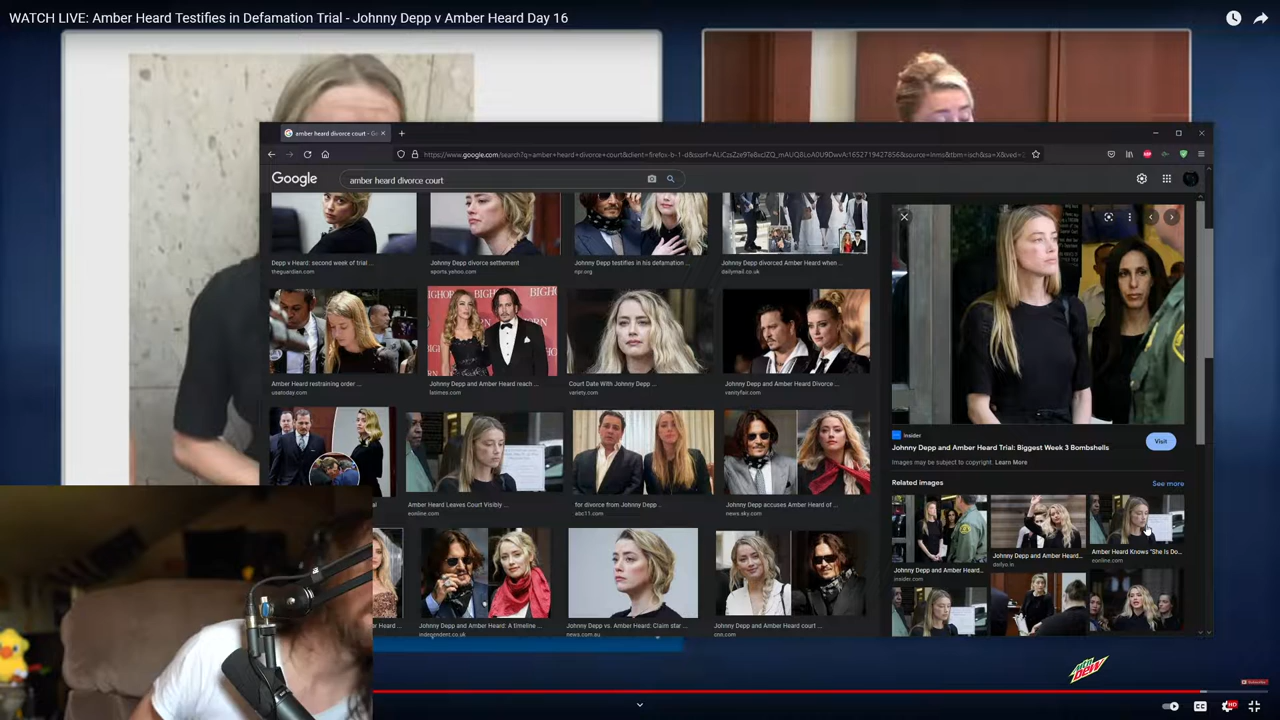 WATCH LIVE: Amber Heard Testifies in Defamation Trial - Johnny Depp v Amber Heard Day 16
amber heard divorce court - Go
Google
amber heard divorce court
Depp v Heard: second week of trial ...
theguardian.com
Johnny Depp divorce settlement
sports.yahoo.com
Johnny Depp testifies in his defamation ...
npr.org
Johnny Depp divorced Amber Heard when ...
dailymail.co.uk
BIGHO
BIGHORN
Amber Heard restraining order ...
usatoday.com
Johnny Depp and Amber Heard reach ...
latimes.com
Court Date With Johnny Depp ...
variety.com
Johnny Depp and Amber Heard Divorce ...
vanityfair.com
Insider
Johnny Depp and Amber Heard Trial: Biggest Week 3 Bombshells
Visit
Images may be subject to copyright. Learn More
Related images
See more
Amber Heard Leaves Court Visibly ...
eonline.com
for divorce from Johnny Depp ...
abc11.com
Johnny Depp accuses Amber Heard of ...
news.sky.com
Johnny Depp and Amber Heard...
insider.com
Johnny Depp and Amber Heard...
dailyo.in
Amber Heard Knows "She Is Do...
eonline.com
Heard ...
Johnny Depp and Amber Heard: A timeline ...
independent.co.uk
Johnny Depp vs. Amber Heard: Claim star ...
news.com.au
Johnny Depp and Amber Heard court ...
cnn.com
mtn dew
Subscribe
CC
HD